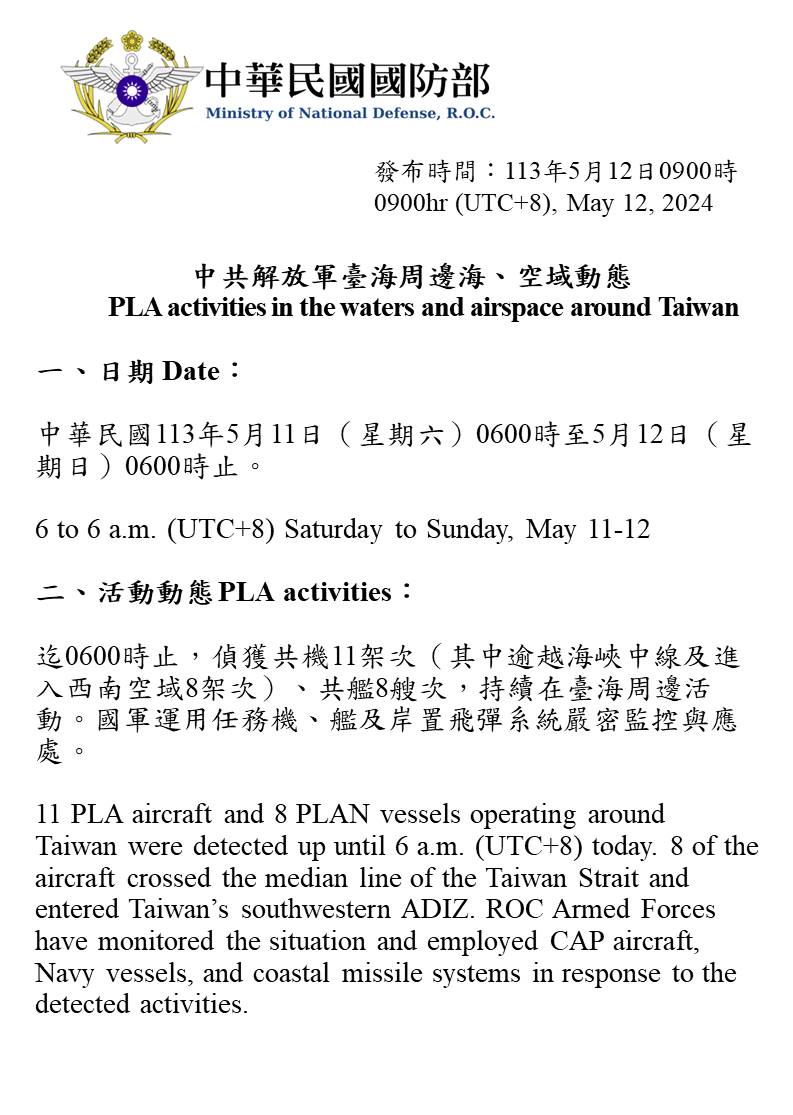 中華民國國防部
Ministry of National Defense, R.O.C.
發布時間：113年5月12日0900時
0900hr (UTC+8), May 12, 2024
中共解放軍臺海周邊海、空域動態
PLA activities in the waters and airspace around Taiwan
一、日期 Date：
中華民國113年5月11日（星期六）0600時至5月12日（星
期日）0600時止。
6 to 6 a.m. (UTC+8) Saturday to Sunday, May 11-12
二、活動動態 PLA activities：
迄0600時止，偵獲共機11架次（其中逾越海峽中線及進
入西南空域8架次）、共艦8艘次，持續在臺海周邊活
動。國軍運用任務機、艦及岸置飛彈系統嚴密監控與應
處。
11 PLA aircraft and 8 PLAN vessels operating around
Taiwan were detected up until 6 a.m. (UTC+8) today. 8 of the
aircraft crossed the median line of the Taiwan Strait and
entered Taiwan’s southwestern ADIZ. ROC Armed Forces
have monitored the situation and employed CAP aircraft,
Navy vessels, and coastal missile systems in response to the
detected activities.